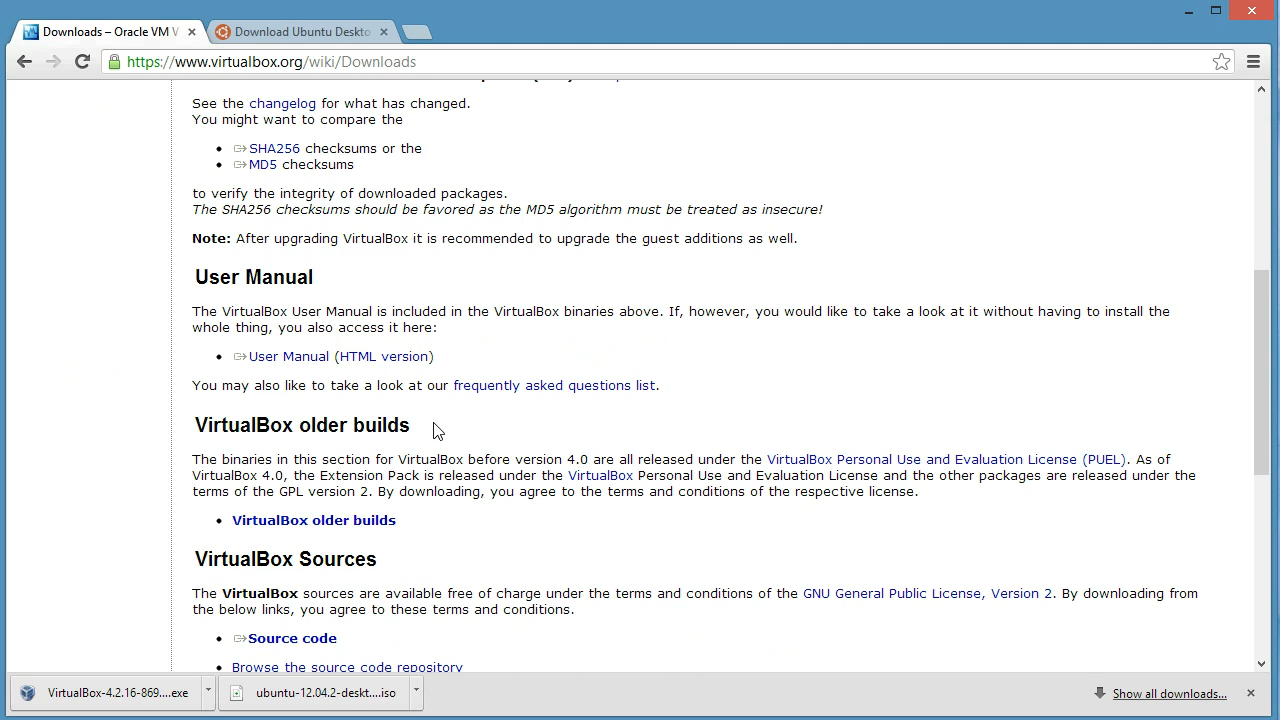 Downloads – Oracle VM V
Download Ubuntu Deskto
https://www.virtualbox.org/wiki/Downloads
See the changelog for what has changed.
You might want to compare the
SHA256 checksums or the
MD5 checksums
to verify the integrity of downloaded packages.
The SHA256 checksums should be favored as the MD5 algorithm must be treated as insecure!
Note: After upgrading VirtualBox it is recommended to upgrade the guest additions as well.
User Manual
The VirtualBox User Manual is included in the VirtualBox binaries above. If, however, you would like to take a look at it without having to install the
whole thing, you also access it here:
User Manual (HTML version)
You may also like to take a look at our frequently asked questions list.
VirtualBox older builds
The binaries in this section for VirtualBox before version 4.0 are all released under the VirtualBox Personal Use and Evaluation License (PUEL). As of
VirtualBox 4.0, the Extension Pack is released under the VirtualBox Personal Use and Evaluation License and the other packages are released under the
terms of the GPL version 2. By downloading, you agree to the terms and conditions of the respective license.
VirtualBox older builds
VirtualBox Sources
The VirtualBox sources are available free of charge under the terms and conditions of the GNU General Public License, Version 2. By downloading from
the below links, you agree to these terms and conditions.
Source code
Browse the source code repository
VirtualBox-4.2.16-869....exe
ubuntu-12.04.2-deskt....iso
Show all downloads...